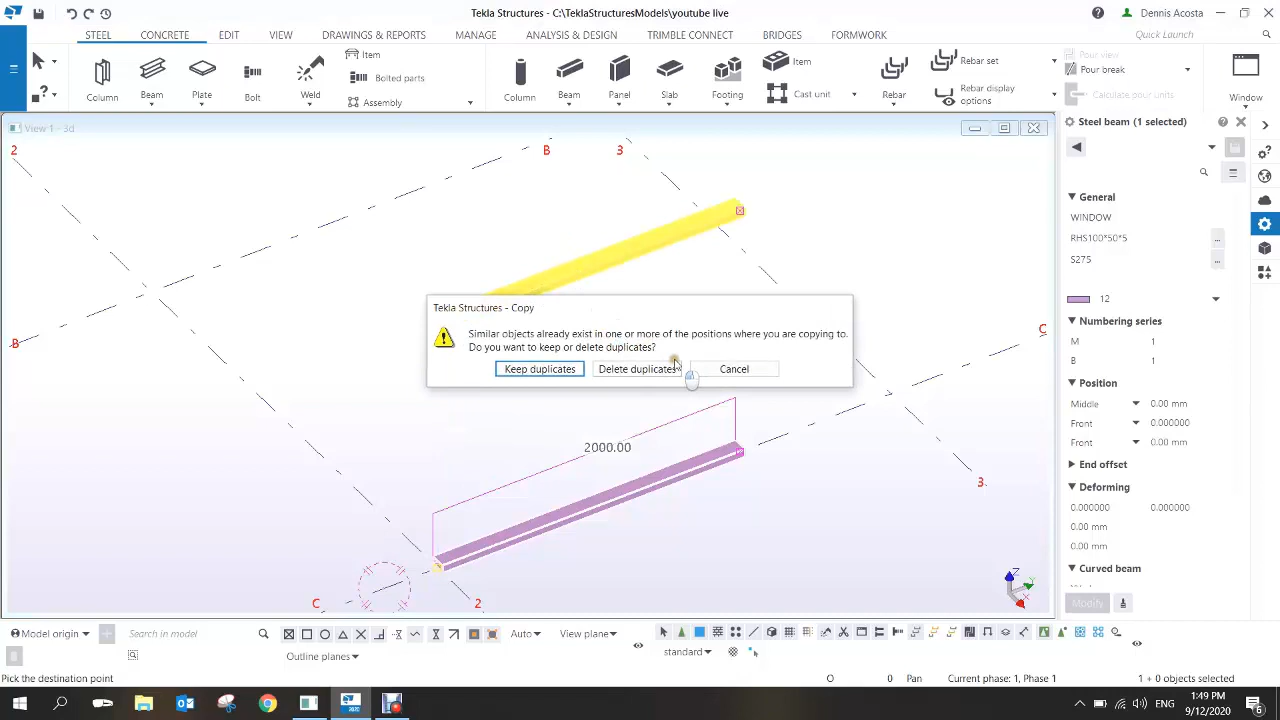 Tekla Structures - C:\TeklaStructuresModels\youtube live
Dennis Acosta
STEEL CONCRETE EDIT VIEW DRAWINGS & REPORTS MANAGE ANALYSIS & DESIGN TRIMBLE CONNECT BRIDGES FORMWORK
Quick Launch
Column
Beam
Plate
Bolt
Weld
Item
Bolted parts
Assembly
Column
Beam
Panel
Slab
Footing
Item
Cast unit
Rebar
Rebar set
Rebar display
options
Pour view
Pour break
Calculate pour units
Window
View 1 - 3d
2
B
3
B
C
3
C
2
2000.00
Z
Tekla Structures - Copy
Similar objects already exist in one or more of the positions where you are copying to.
Do you want to keep or delete duplicates?
Keep duplicates Delete duplicates Cancel
Steel beam (1 selected)
General
WINDOW
RHS100*50*5
S275
12
Numbering series
M 1
B 1
Position
Middle 0.00 mm
Front 0.000000
Front 0.00 mm
End offset
Deforming
0.000000 0.000000
0.00 mm
0.00 mm
Curved beam
Modify
Model origin
Search in model
Auto
View plane
Outline planes
standard
Pick the destination point
O 0 Pan Current phase: 1, Phase 1 1 + 0 objects selected
ENG
1:49 PM
9/12/2020
6